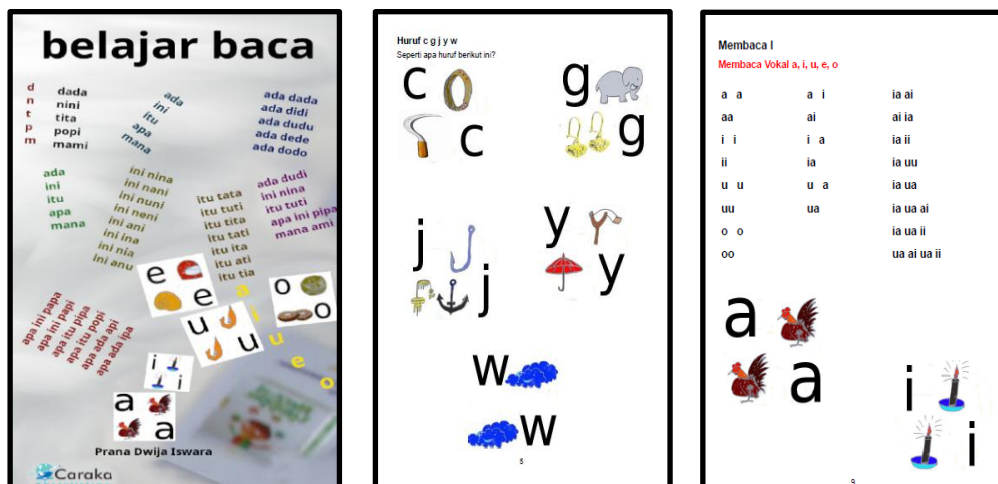 belajar baca
d dada
n nini
t tita
p popi
m mami
ada
ini
itu
apa
mana
ada dada
ada didi
ada dudu
ada dede
ada dodo
ada
ini
itu
apa
mana
ini nina
ini nani
ini nuni
ini neni
ini ani
ini ina
ini nia
ini anu
itu tata
itu tuti
itu tita
itu tati
itu ita
itu ati
itu tia
ada dudi
ini nina
itu tuti
apa ini pipa
mana ami
apa ini papa
apa ini papi
apa itu pipa
apa itu popi
apa ada api
apa ada ipa
e
e
o
o
u
u
i
i
a
a
a
i
u
e
o
Prana Dwija Iswara
Caraka
Huruf c g j y w
Seperti apa huruf berikut ini?
c g
c g
j y
j y
w
w
5
Membaca I
Membaca Vokal a, i, u, e, o
a a a i ia ai
aa ai ai ia
i i i a ia ii
ii ia ia uu
u u u a ia ua
uu ua ia ua ai
o o ia ua ii
oo ua ai ua ii
a
a
i
i
9